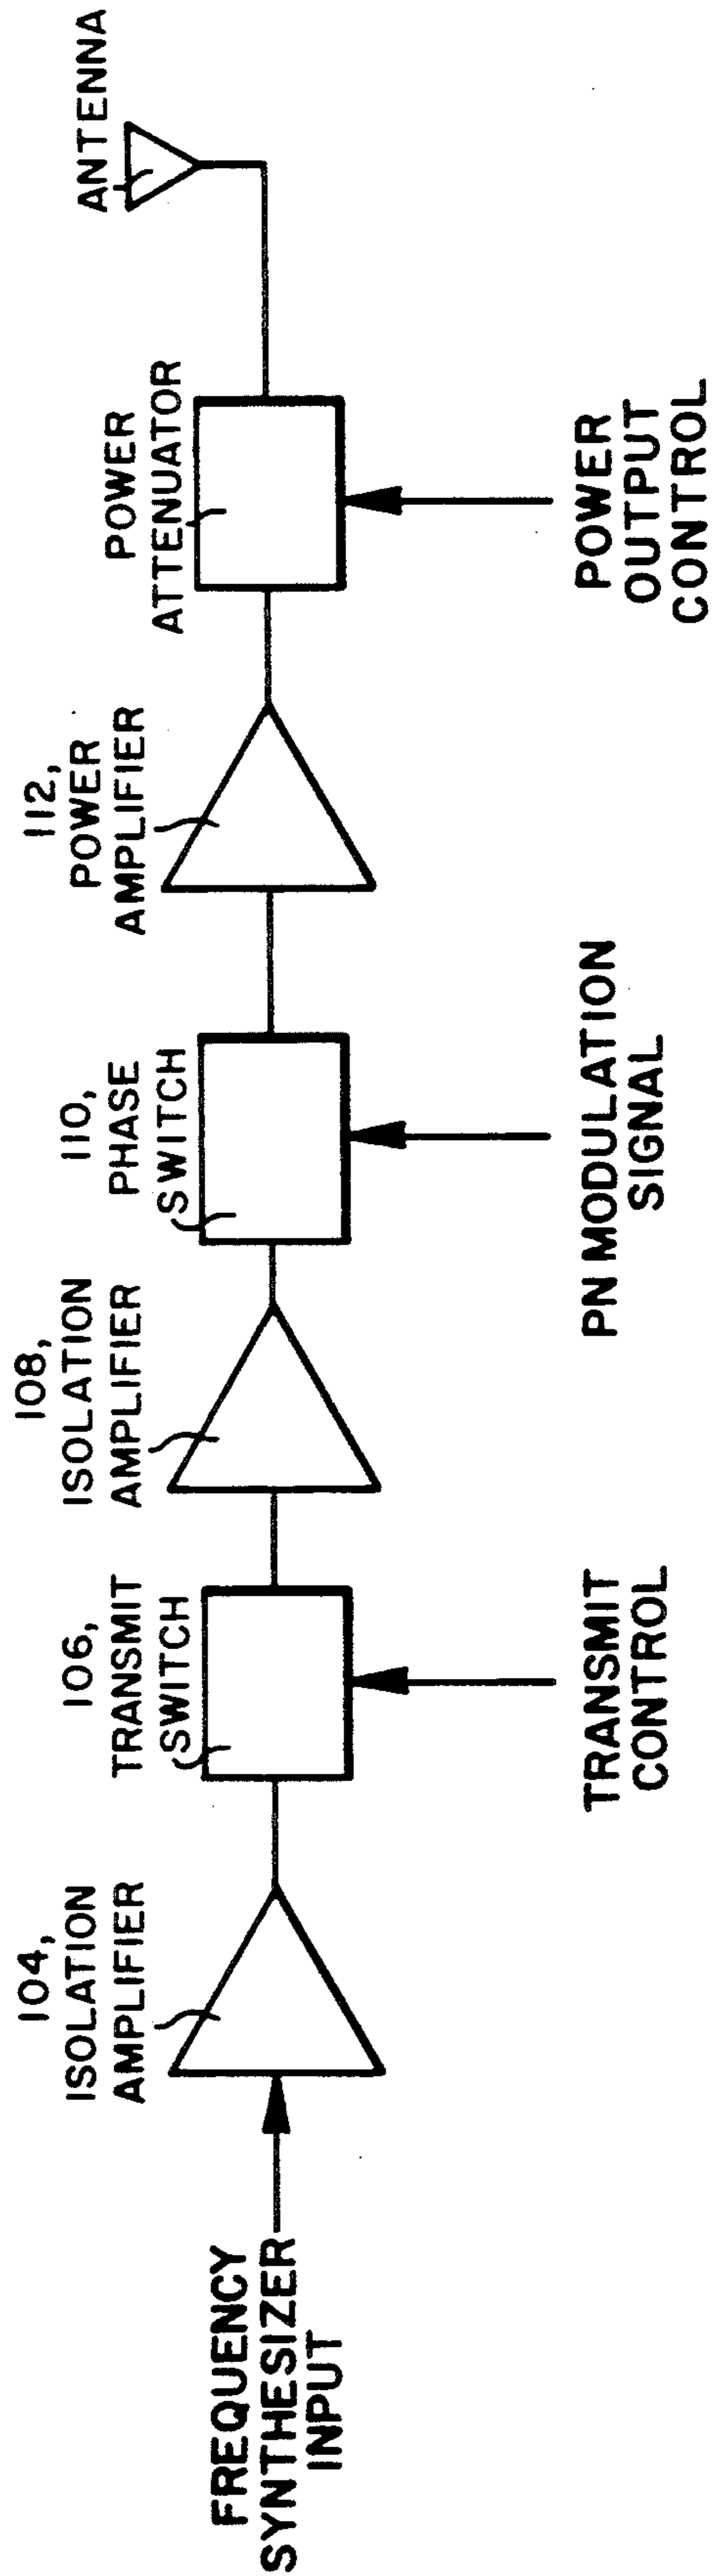 FREQUENCY
SYNTHESIZER
INPUT
104,
ISOLATION
AMPLIFIER
106,
TRANSMIT
SWITCH
TRANSMIT
CONTROL
108,
ISOLATION
AMPLIFIER
110,
PHASE
SWITCH
PN MODULATION
SIGNAL
112,
POWER
AMPLIFIER
POWER
ATTENUATOR
POWER
OUTPUT
CONTROL
ANTENNA